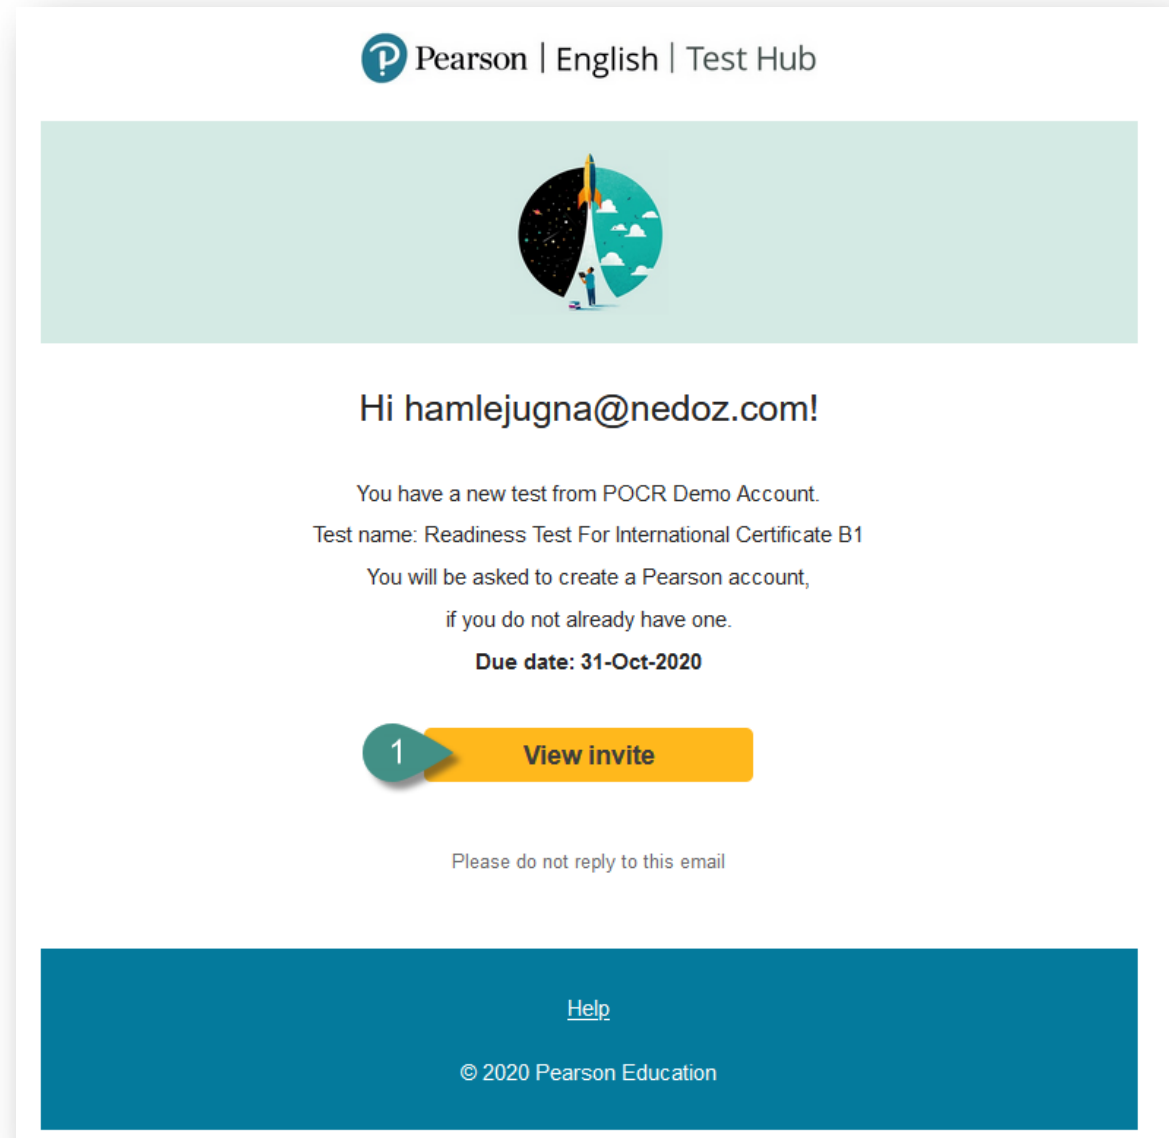 Pearson | English | Test Hub
Hi hamlejugna@nedoz.com!
You have a new test from POCR Demo Account.
Test name: Readiness Test For International Certificate B1
You will be asked to create a Pearson account,
if you do not already have one.
Due date: 31-Oct-2020
1 View invite
Please do not reply to this email
Help
© 2020 Pearson Education